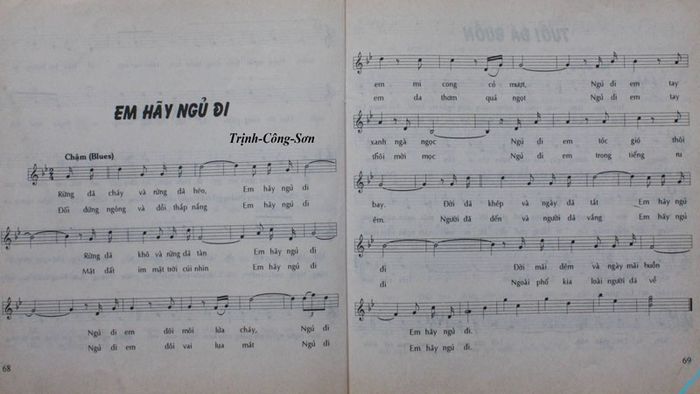 EM HÃY NGỦ ĐI
Trịnh-Công-Sơn
Chậm (Blues)
Rừng đã cháy và rừng đã héo, Em hãy ngủ đi
Đồi đứng ngóng và đồi thắp nắng Em hãy ngủ đi
Rừng đã khô và rừng đã tàn Em hãy ngủ đi
Mặt đất im mặt trời cúi nhìn Em hãy ngủ đi
Ngủ đi em đôi môi lửa cháy, Ngủ đi
Ngủ đi em đôi vai lụa mát Ngủ đi
68
TUỔI ĐÁ BUỒN
em mi cong cỏ mượt, Ngủ đi em tay
em da thơm quả ngọt Ngủ đi em tay
xanh ngà ngọc Ngủ đi em tóc gió thôi
thôi mời mọc Ngủ đi em trong tiếng ru
bay. Đời đã khép và ngày đã tắt Em hãy ngủ
êm. Người đã đến và người đã vắng Em hãy ngủ
đi Đời mãi đêm và ngày mãi buồn
đi Ngoài phố kia loài người đã về
Em hãy ngủ đi.
Em hãy ngủ đi.
69